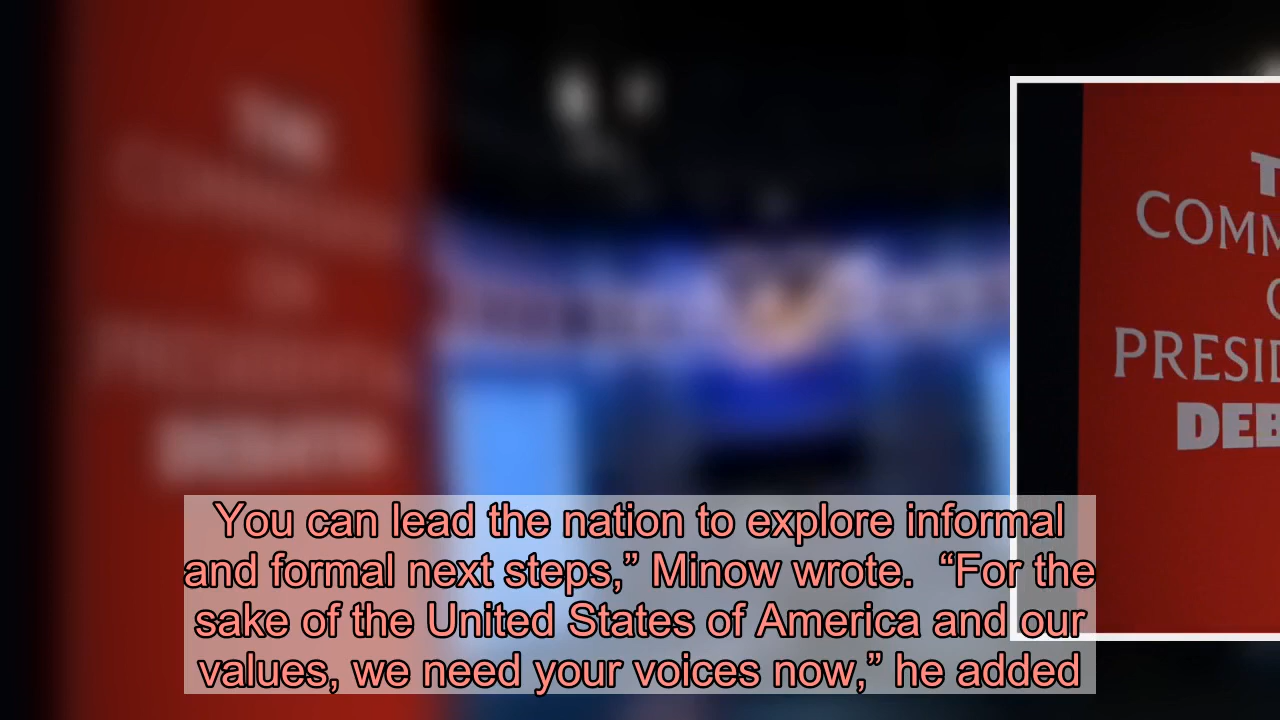 T
COMM
O
PRESID
DEB
You can lead the nation to explore informal
and formal next steps,” Minow wrote.  “For the
sake of the United States of America and our
values, we need your voices now,” he added